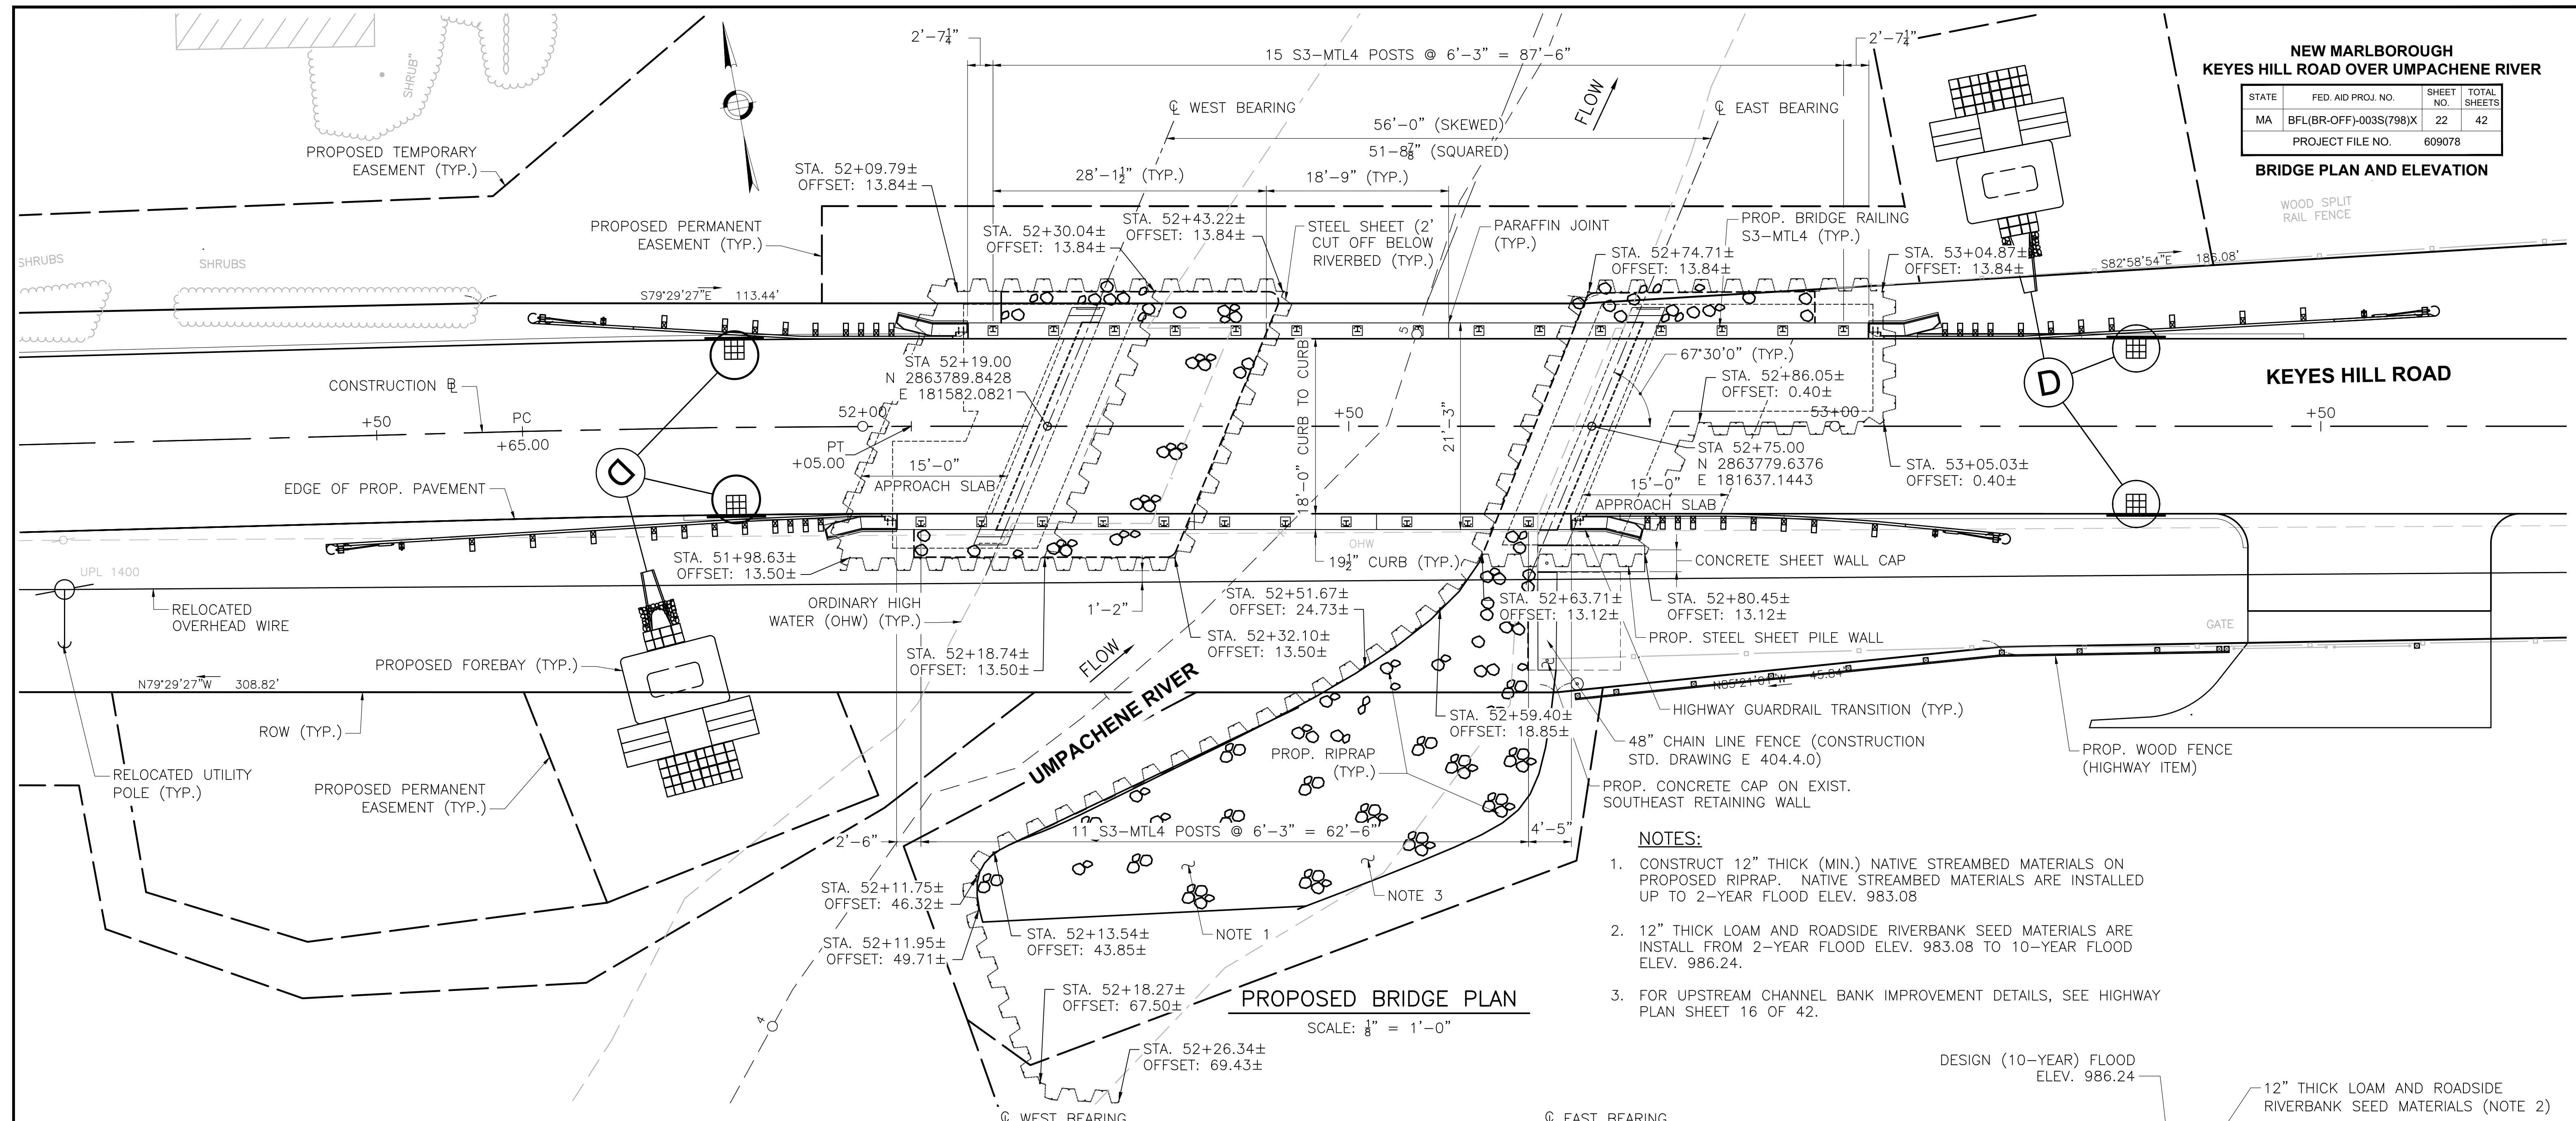 NEW MARLBOROUGH
KEYES HILL ROAD OVER UMPACHENE RIVER
STATE
FED. AID PROJ. NO.
SHEET
NO.
TOTAL
SHEETS
MA
BFL(BR-OFF)-003S(798)X
22
42
PROJECT FILE NO.
609078
BRIDGE PLAN AND ELEVATION
WOOD SPLIT
RAIL FENCE
SHRUB"
2'-7¼"
15 S3-MTL4 POSTS @ 6'-3" = 87'-6"
2'-7¼"
℄ WEST BEARING
FLOW
℄ EAST BEARING
56'-0" (SKEWED)
51-8⅞" (SQUARED)
28'-1½" (TYP.)
18'-9" (TYP.)
PROPOSED TEMPORARY
EASEMENT (TYP.)
STA. 52+09.79±
OFFSET: 13.84±
PROPOSED PERMANENT
EASEMENT (TYP.)
STA. 52+30.04±
OFFSET: 13.84±
STA. 52+43.22±
OFFSET: 13.84±
STEEL SHEET (2'
CUT OFF BELOW
RIVERBED (TYP.)
PARAFFIN JOINT
(TYP.)
PROP. BRIDGE RAILING
S3-MTL4 (TYP.)
STA. 52+74.71±
OFFSET: 13.84±
STA. 53+04.87±
OFFSET: 13.84±
S82°58'54"E 186.08'
SHRUBS
SHRUBS
S79°29'27"E 113.44'
5
STA 52+19.00
N 2863789.8428
E 181582.0821
67°30'0" (TYP.)
STA. 52+86.05±
OFFSET: 0.40±
KEYES HILL ROAD
CONSTRUCTION ℄
D
D
+50
PC
+65.00
52+00
PT
+05.00
+50
53+00
+50
18'-0" CURB TO CURB
21'-3"
STA 52+75.00
N 2863779.6376
E 181637.1443
STA. 53+05.03±
OFFSET: 0.40±
15'-0"
APPROACH SLAB
15'-0"
APPROACH SLAB
EDGE OF PROP. PAVEMENT
OHW
UPL 1400
STA. 51+98.63±
OFFSET: 13.50±
19½" CURB (TYP.)
CONCRETE SHEET WALL CAP
RELOCATED
OVERHEAD WIRE
ORDINARY HIGH
WATER (OHW) (TYP.)
1'-2"
STA. 52+51.67±
OFFSET: 24.73±
STA. 52+63.71±
OFFSET: 13.12±
STA. 52+80.45±
OFFSET: 13.12±
GATE
STA. 52+32.10±
OFFSET: 13.50±
PROP. STEEL SHEET PILE WALL
STA. 52+18.74±
OFFSET: 13.50±
FLOW
PROPOSED FOREBAY (TYP.)
N79°29'27"W 308.82'
N85°21'01"W 45.84'
UMPACHENE RIVER
HIGHWAY GUARDRAIL TRANSITION (TYP.)
STA. 52+59.40±
OFFSET: 18.85±
ROW (TYP.)
48" CHAIN LINE FENCE (CONSTRUCTION
STD. DRAWING E 404.4.0)
PROP. WOOD FENCE
(HIGHWAY ITEM)
PROP. RIPRAP
(TYP.)
RELOCATED UTILITY
POLE (TYP.)
PROPOSED PERMANENT
EASEMENT (TYP.)
PROP. CONCRETE CAP ON EXIST.
SOUTHEAST RETAINING WALL
2'-6"
11 S3-MTL4 POSTS @ 6'-3" = 62'-6"
4'-5"
NOTES:
1. CONSTRUCT 12" THICK (MIN.) NATIVE STREAMBED MATERIALS ON
PROPOSED RIPRAP. NATIVE STREAMBED MATERIALS ARE INSTALLED
UP TO 2-YEAR FLOOD ELEV. 983.08
2. 12" THICK LOAM AND ROADSIDE RIVERBANK SEED MATERIALS ARE
INSTALL FROM 2-YEAR FLOOD ELEV. 983.08 TO 10-YEAR FLOOD
ELEV. 986.24.
3. FOR UPSTREAM CHANNEL BANK IMPROVEMENT DETAILS, SEE HIGHWAY
PLAN SHEET 16 OF 42.
STA. 52+11.75±
OFFSET: 46.32±
NOTE 3
NOTE 1
STA. 52+11.95±
OFFSET: 49.71±
STA. 52+13.54±
OFFSET: 43.85±
4
STA. 52+18.27±
OFFSET: 67.50±
PROPOSED BRIDGE PLAN
SCALE: ⅛" = 1'-0"
STA. 52+26.34±
OFFSET: 69.43±
DESIGN (10-YEAR) FLOOD
ELEV. 986.24
12" THICK LOAM AND ROADSIDE
RIVERBANK SEED MATERIALS (NOTE 2)
℄ WEST BEARING
℄ EAST BEARING